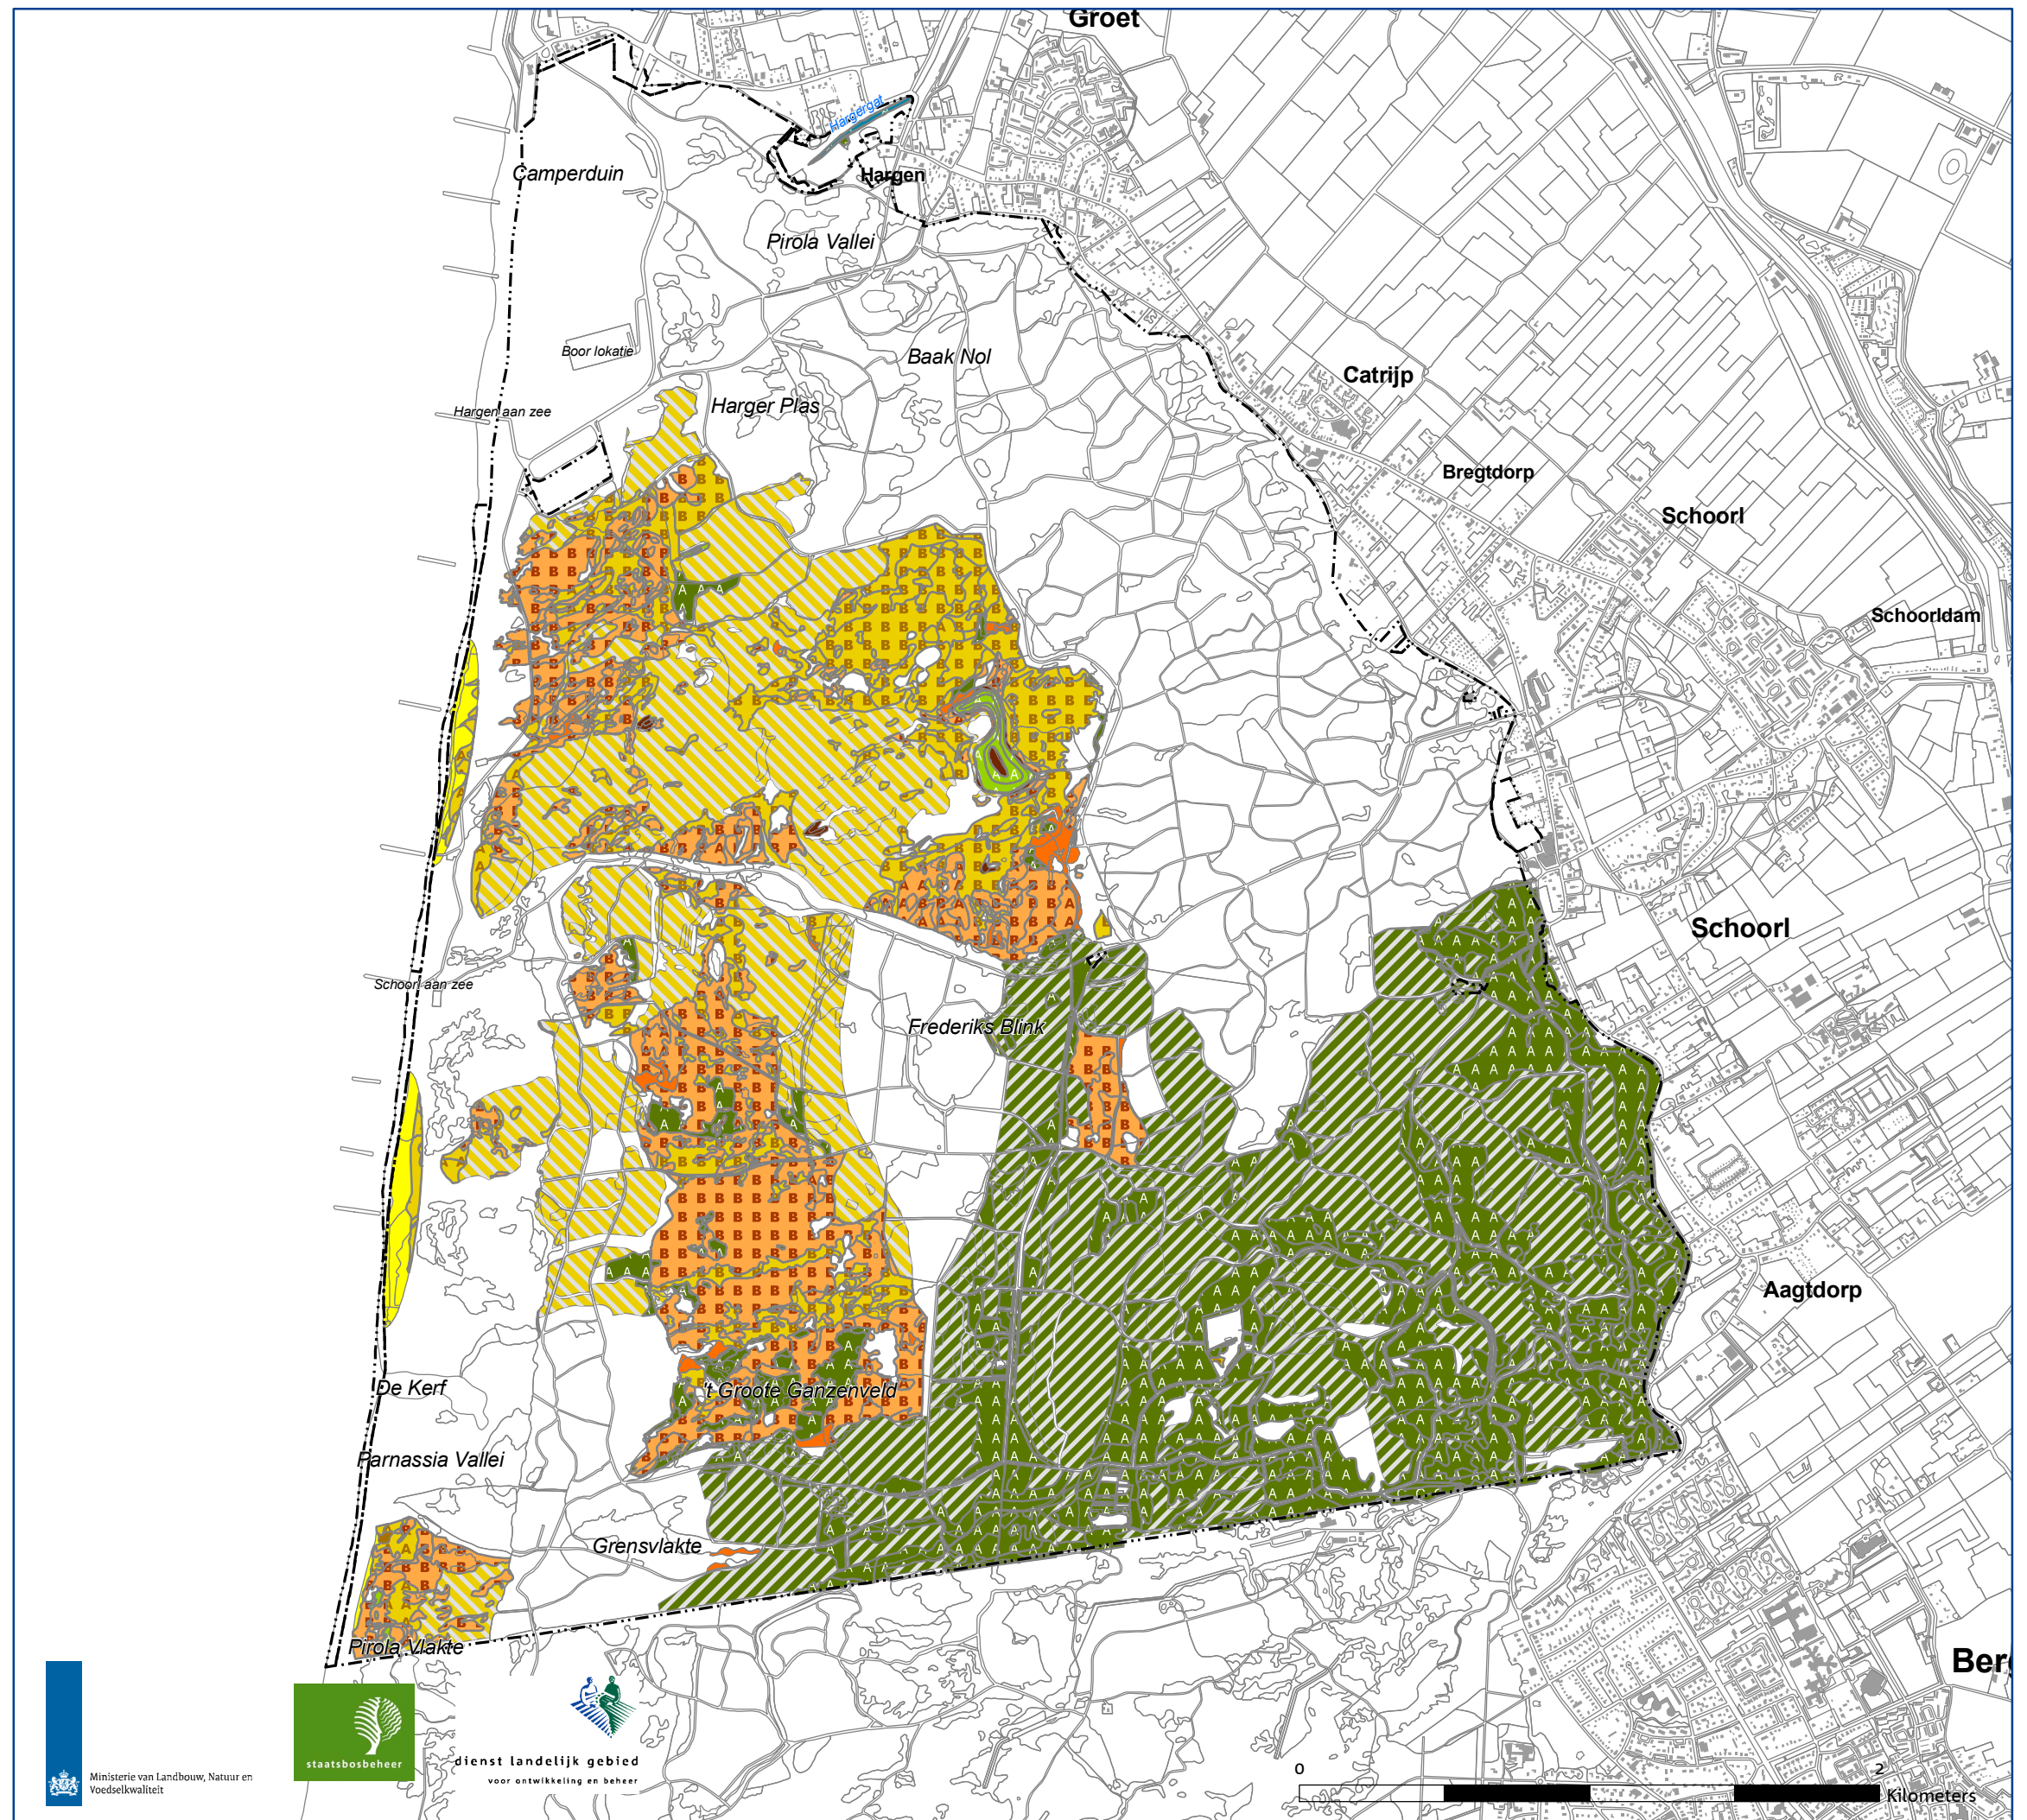 Groet
Hargergat
Camperduin
Hargen
Pirola Vallei
Boor lokatie
Baak Nol
Catrijp
Harger Plas
Hargen aan zee
Bregtdorp
Schoorl
Schoorldam
Schoorl
Schoorl aan zee
Frederiks Blink
Aagtdorp
De Kerf
't Groote Ganzenveld
Parnassia Vallei
Grensvlakte
Pirola Vlakte
Ber
staatsbosbeheer
dienst landelijk gebied
voor ontwikkeling en beheer
Ministerie van Landbouw, Natuur en
Voedselkwaliteit
0 2
Kilometers